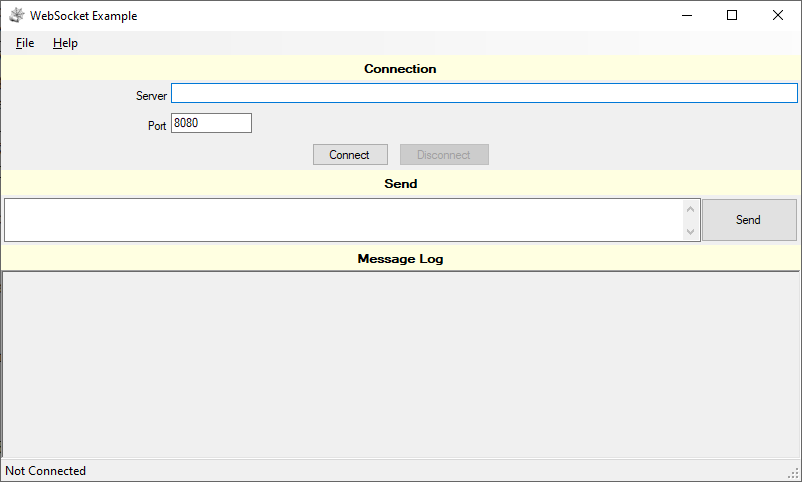 WebSocket Example
File Help
Connection
Server
Port 8080
Connect Disconnect
Send
Send
Message Log
Not Connected